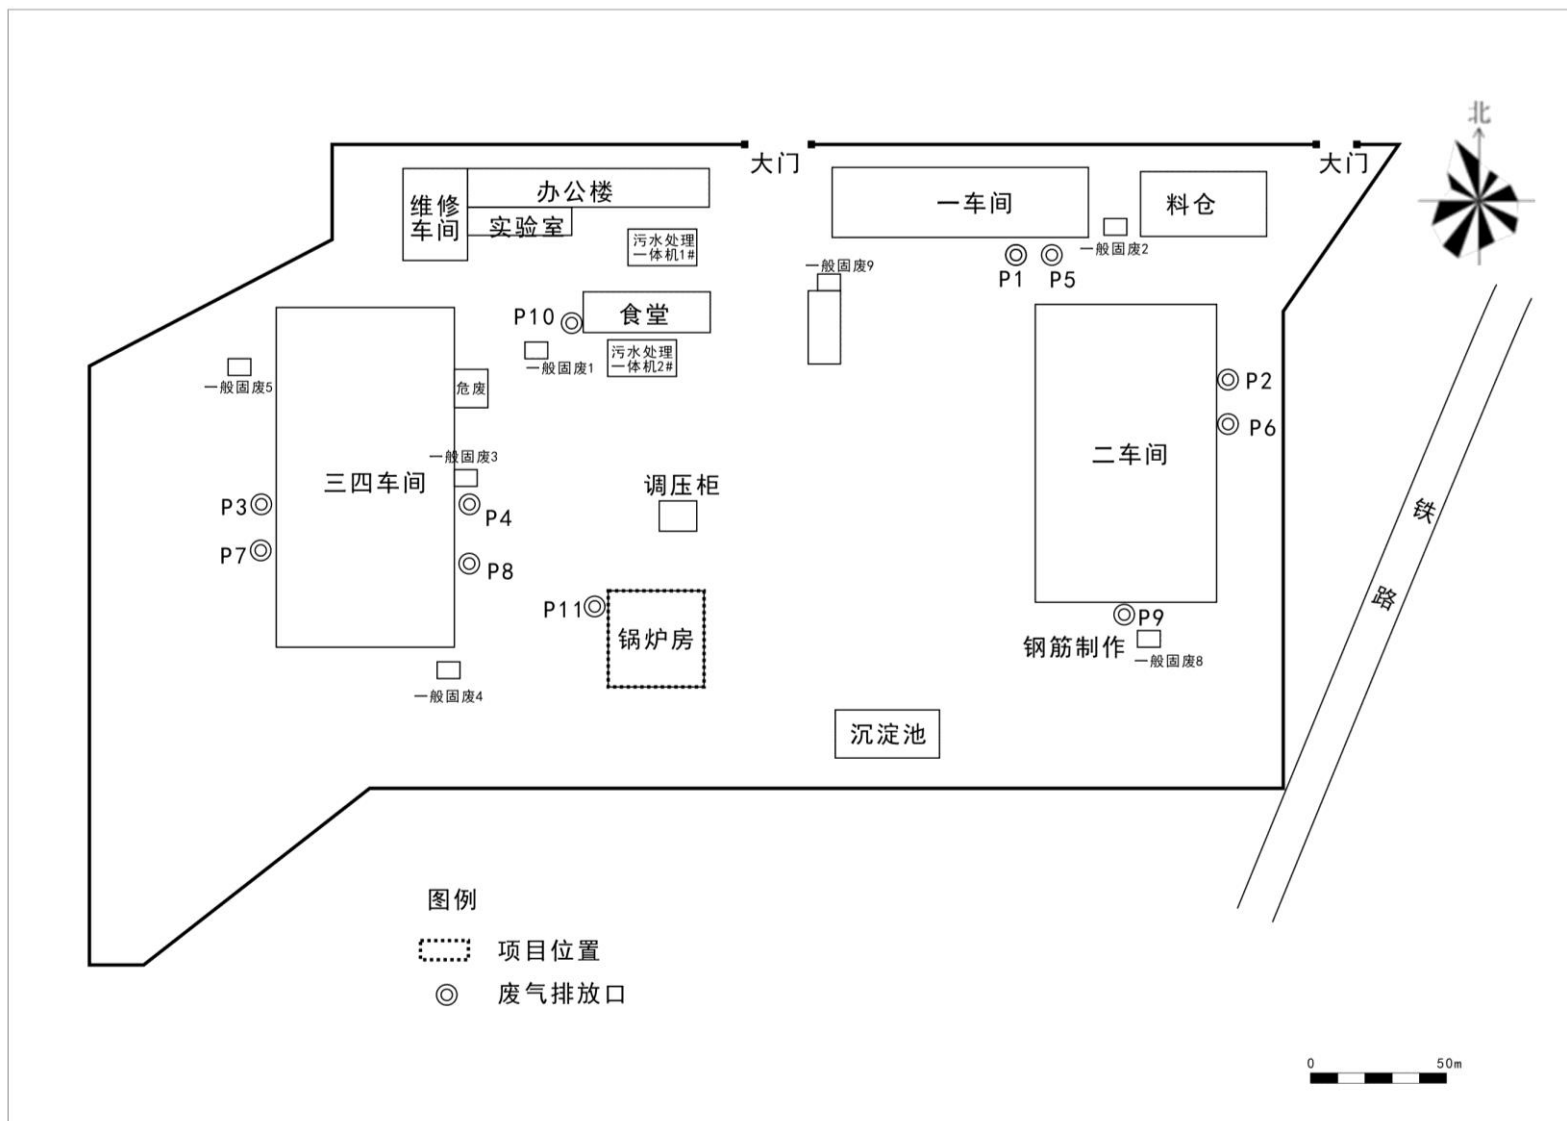 北
大门
大门
维修
车间
办公楼
实验室
污水处理
一体机1#
一车间
料仓
一般固废2
P1
P5
一般固废9
P10
食堂
一般固废1
污水处理
一体机2#
一般固废5
危废
P2
P6
一般固废3
三四车间
二车间
调压柜
P3
P4
P7
P8
铁
路
P11
锅炉房
P9
钢筋制作
一般固废8
一般固废4
沉淀池
图例
项目位置
废气排放口
0
50m